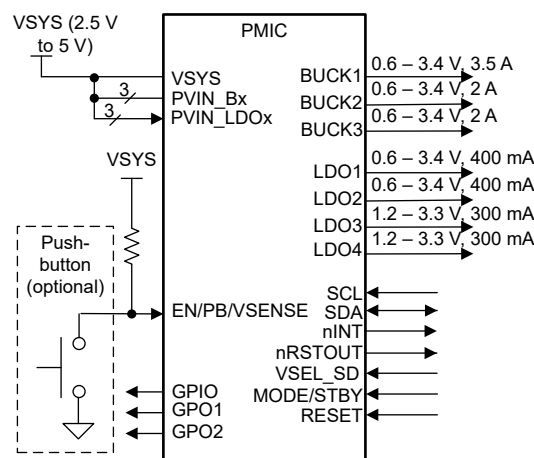 VSYS (2.5 V
to 5 V)
PMIC
VSYS
3
PVIN_Bx
3
PVIN_LDOx
BUCK1
0.6 – 3.4 V, 3.5 A
BUCK2
0.6 – 3.4 V, 2 A
BUCK3
0.6 – 3.4 V, 2 A
LDO1
0.6 – 3.4 V, 400 mA
LDO2
0.6 – 3.4 V, 400 mA
LDO3
1.2 – 3.3 V, 300 mA
LDO4
1.2 – 3.3 V, 300 mA
VSYS
Push-
button
(optional)
EN/PB/VSENSE
SCL
SDA
nINT
nRSTOUT
VSEL_SD
MODE/STBY
RESET
GPIO
GPO1
GPO2